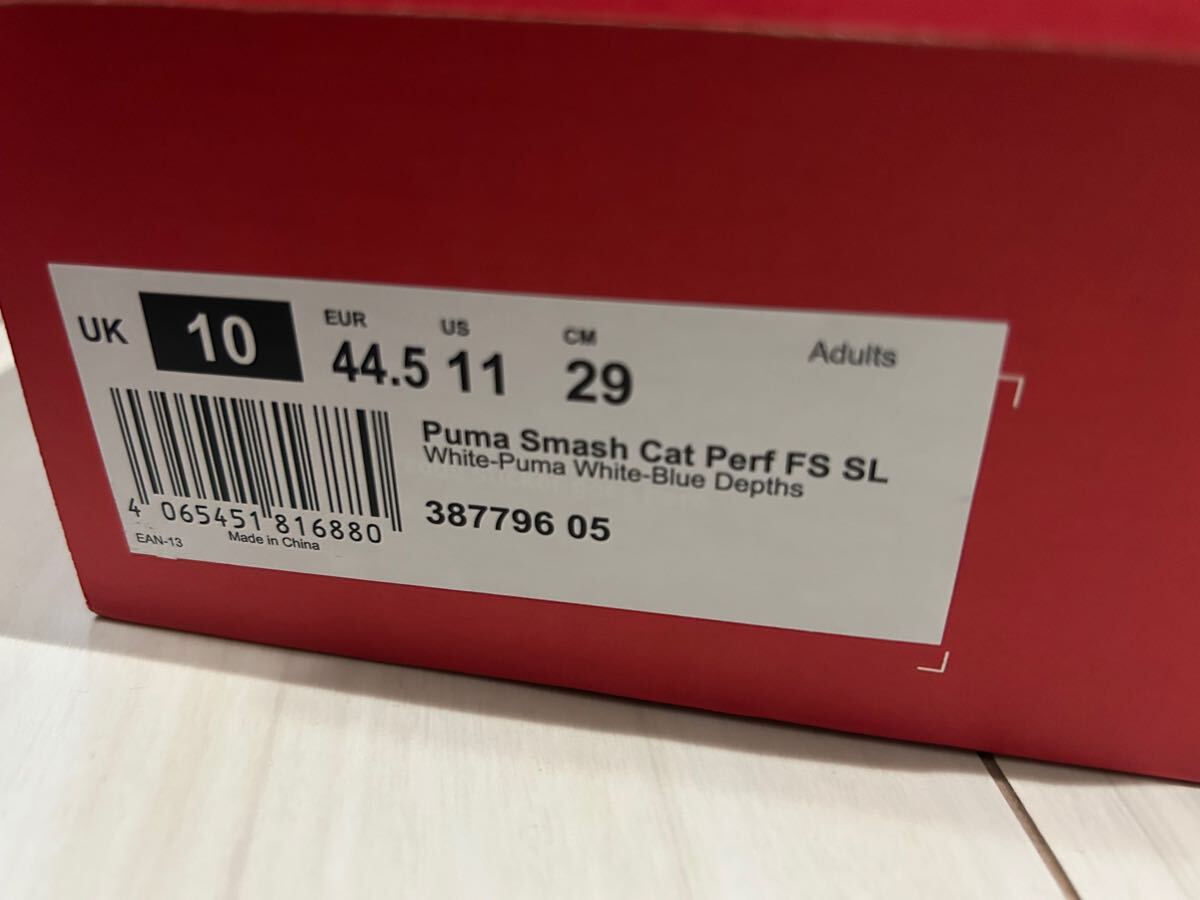 UK 10 EUR 44.5 US 11 CM 29 Adults
Puma Smash Cat Perf FS SL
White-Puma White-Blue Depths
387796 05
4 065451 816880
EAN-13 Made in China